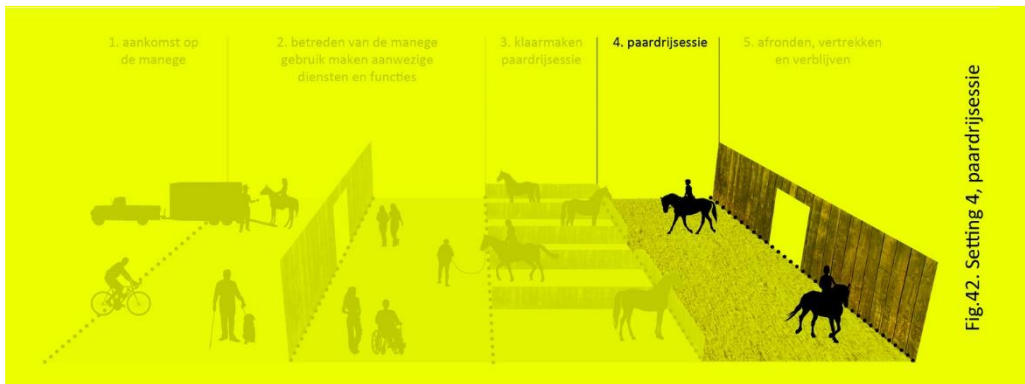 1. aankomst op
de manege
2. betreden van de manege
gebruik maken aanwezige
diensten en functies
3. klaarmaken
paardrijsessie
4. paardrijsessie
5. afronden, vertrekken
en verblijven
Fig.42. Setting 4, paardrijsessie